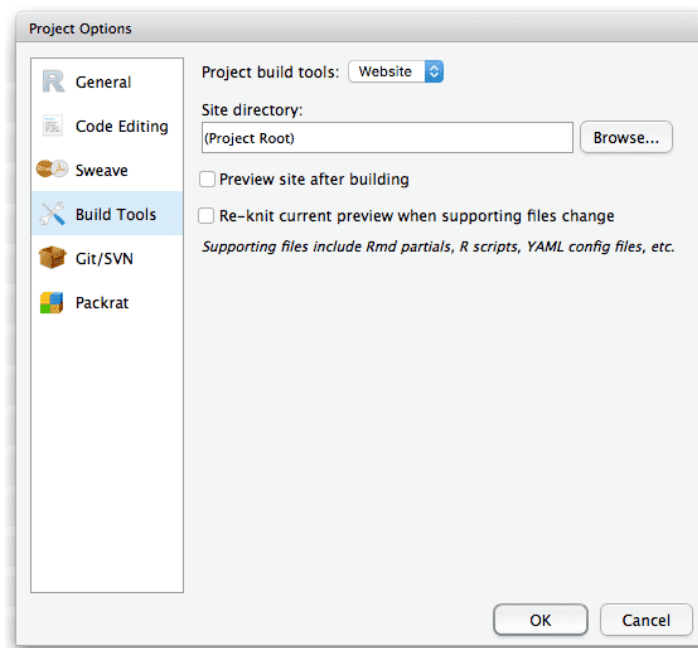 Project Options
General
Code Editing
Sweave
Build Tools
Git/SVN
Packrat
Project build tools: Website
Site directory:
(Project Root)
Browse...
Preview site after building
Re-knit current preview when supporting files change
Supporting files include Rmd partials, R scripts, YAML config files, etc.
OK
Cancel